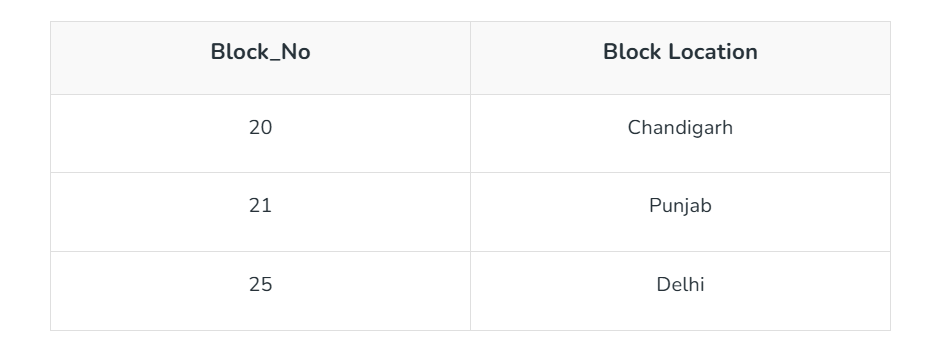 Block_No Block Location
20 Chandigarh
21 Punjab
25 Delhi